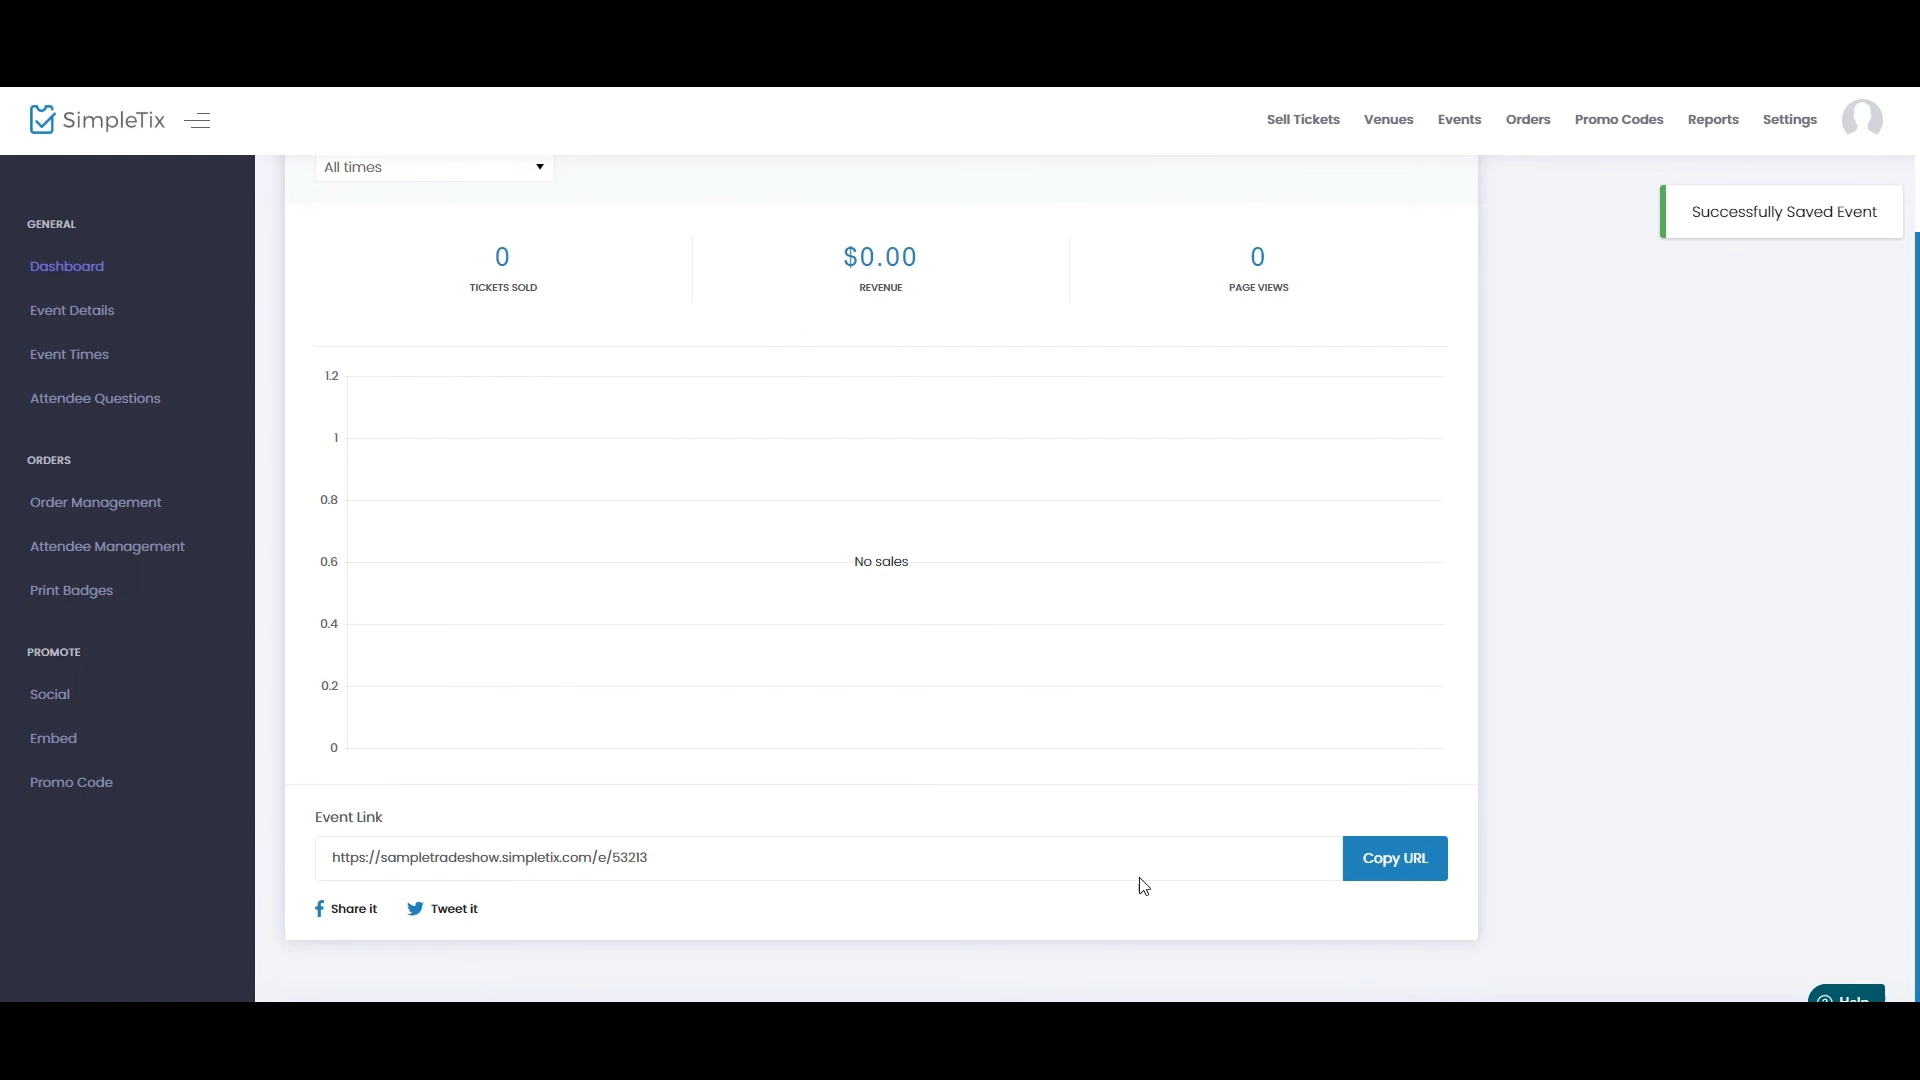 SimpleTix
Sell Tickets
Venues
Events
Orders
Promo Codes
Reports
Settings
GENERAL
Dashboard
Event Details
Event Times
Attendee Questions
ORDERS
Order Management
Attendee Management
Print Badges
PROMOTE
Social
Embed
Promo Code
All times
Successfully Saved Event
0
TICKETS SOLD
$0.00
REVENUE
0
PAGE VIEWS
1.2
1
0.8
0.6
0.4
0.2
0
No sales
Event Link
https://sampletradeshow.simpletix.com/e/53213
Copy URL
Share it
Tweet it
Help